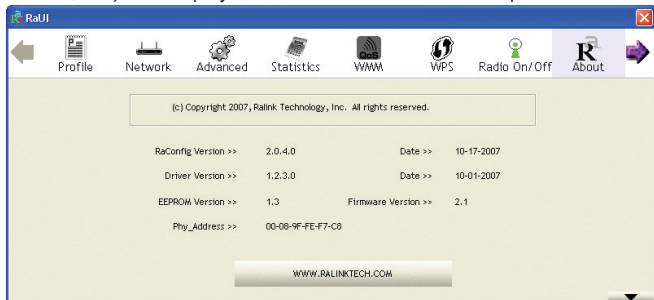 RaUI
Profile Network Advanced Statistics QoS WMM WPS Radio On/Off Ra About
(c) Copyright 2007, Ralink Technology, Inc. All rights reserved.
RaConfig Version >> 2.0.4.0 Date >> 10-17-2007
Driver Version >> 1.2.3.0 Date >> 10-01-2007
EEPROM Version >> 1.3 Firmware Version >> 2.1
Phy_Address >> 00-08-9F-FE-F7-C8
WWW.RALINKTECH.COM